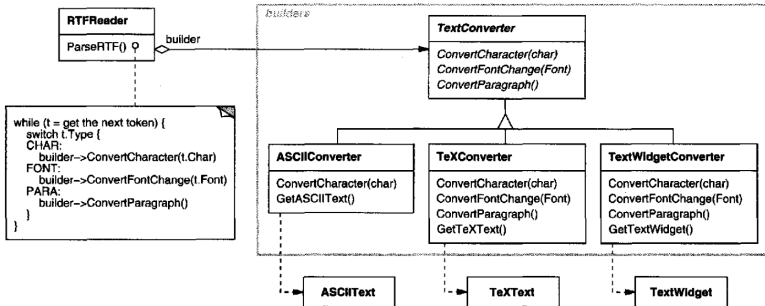 RTFReader
ParseRTF()
builder
builders
TextConverter
ConvertCharacter(char)
ConvertFontChange(Font)
ConvertParagraph()
while (t = get the next token) {
switch t.Type {
CHAR:
builder->ConvertCharacter(t.Char)
FONT:
builder->ConvertFontChange(t.Font)
PARA:
builder->ConvertParagraph()
}
}
ASCIIConverter
ConvertCharacter(char)
GetASCIIText()
TeXConverter
ConvertCharacter(char)
ConvertFontChange(Font)
ConvertParagraph()
GetTeXText()
TextWidgetConverter
ConvertCharacter(char)
ConvertFontChange(Font)
ConvertParagraph()
GetTextWidget()
ASCIIText
TeXText
TextWidget